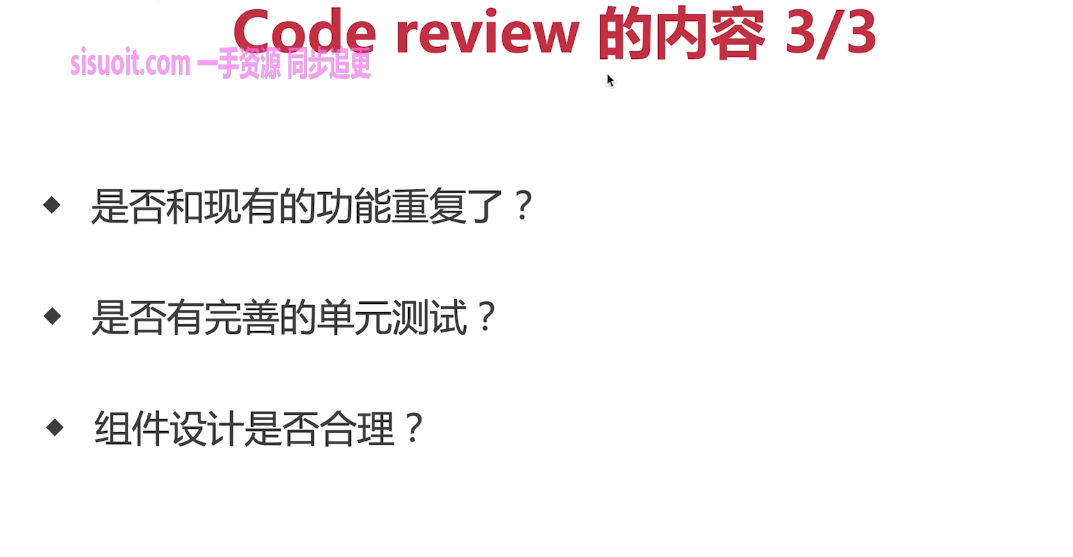 Code review 的内容 3/3
sisuoit.com 一手资源 同步追更
◆ 是否和现有的功能重复了？
◆ 是否有完善的单元测试？
◆ 组件设计是否合理？